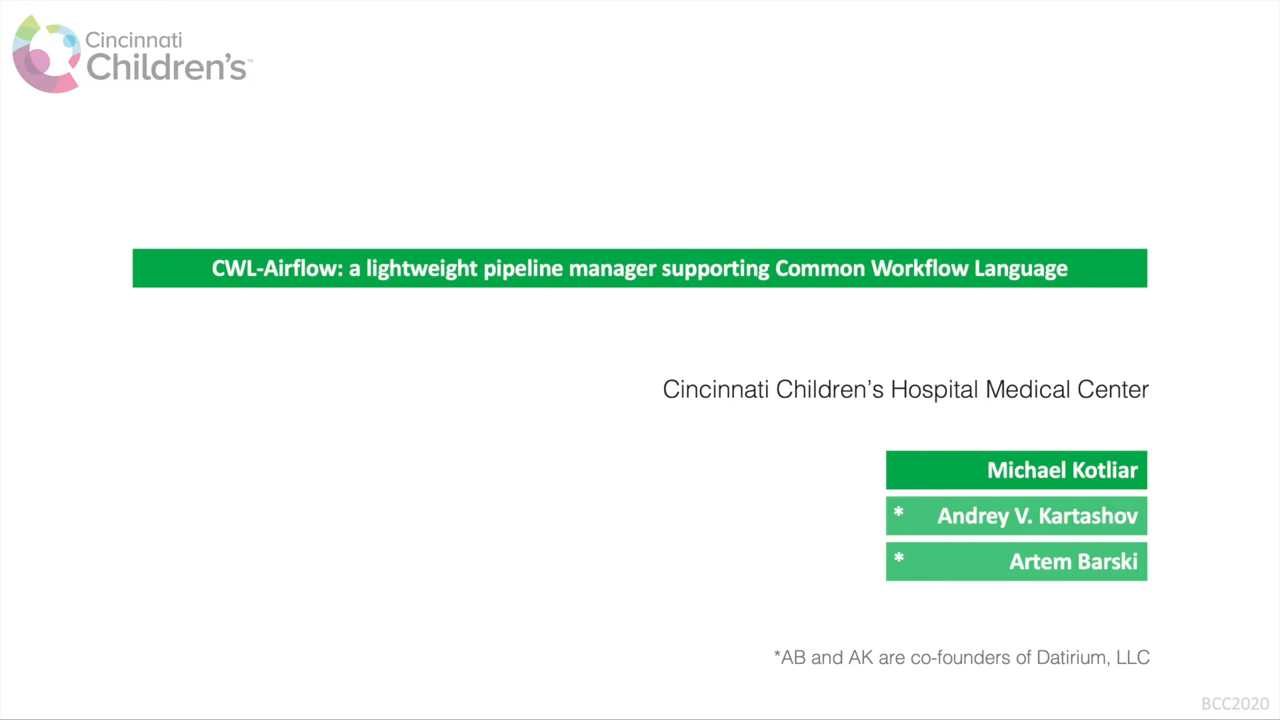 Cincinnati
Children's™
CWL-Airflow: a lightweight pipeline manager supporting Common Workflow Language
Cincinnati Children's Hospital Medical Center
Michael Kotliar
* Andrey V. Kartashov
* Artem Barski
*AB and AK are co-founders of Datirium, LLC
BCC2020